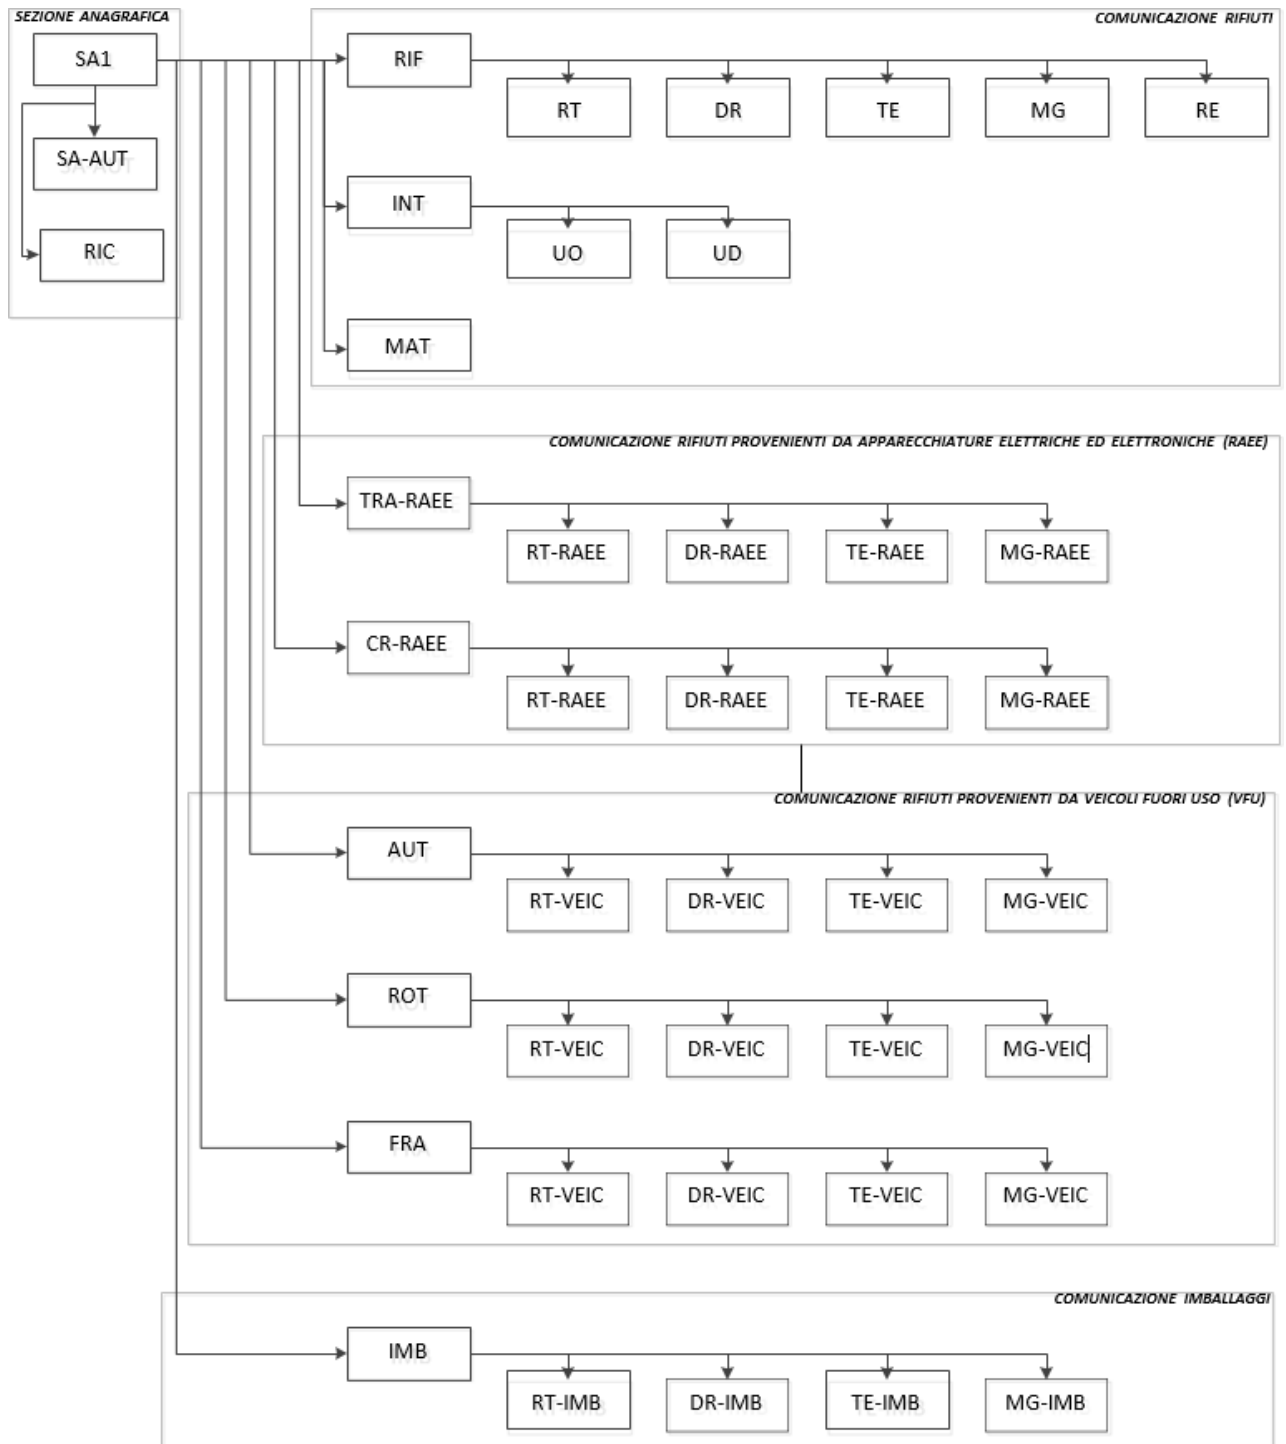 SEZIONE ANAGRAFICA
COMUNICAZIONE RIFIUTI
SA1
RIF
RT
DR
TE
MG
RE
SA-AUT
INT
RIC
UO
UD
MAT
COMUNICAZIONE RIFIUTI PROVENIENTI DA APPARECCHIATURE ELETTRICHE ED ELETTRONICHE (RAEE)
TRA-RAEE
RT-RAEE
DR-RAEE
TE-RAEE
MG-RAEE
CR-RAEE
RT-RAEE
DR-RAEE
TE-RAEE
MG-RAEE
COMUNICAZIONE RIFIUTI PROVENIENTI DA VEICOLI FUORI USO (VFU)
AUT
RT-VEIC
DR-VEIC
TE-VEIC
MG-VEIC
ROT
RT-VEIC
DR-VEIC
TE-VEIC
MG-VEIC
FRA
RT-VEIC
DR-VEIC
TE-VEIC
MG-VEIC
COMUNICAZIONE IMBALLAGGI
IMB
RT-IMB
DR-IMB
TE-IMB
MG-IMB